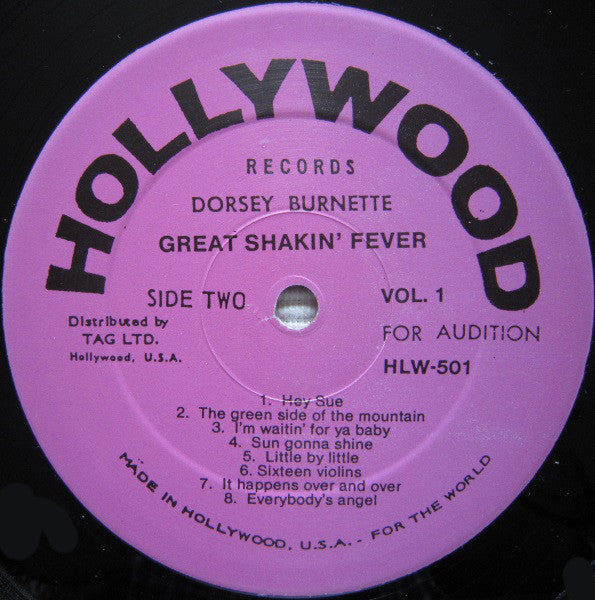 HOLLYWOOD
RECORDS
DORSEY BURNETTE
GREAT SHAKIN' FEVER
SIDE TWO
VOL. 1
Distributed by
TAG LTD.
Hollywood, U.S.A.
FOR AUDITION
HLW-501
1. Hey Sue
2. The green side of the mountain
3. I'm waitin' for ya baby
4. Sun gonna shine
5. Little by little
6. Sixteen violins
7. It happens over and over
8. Everybody's angel
MADE IN HOLLYWOOD, U.S.A. - FOR THE WORLD